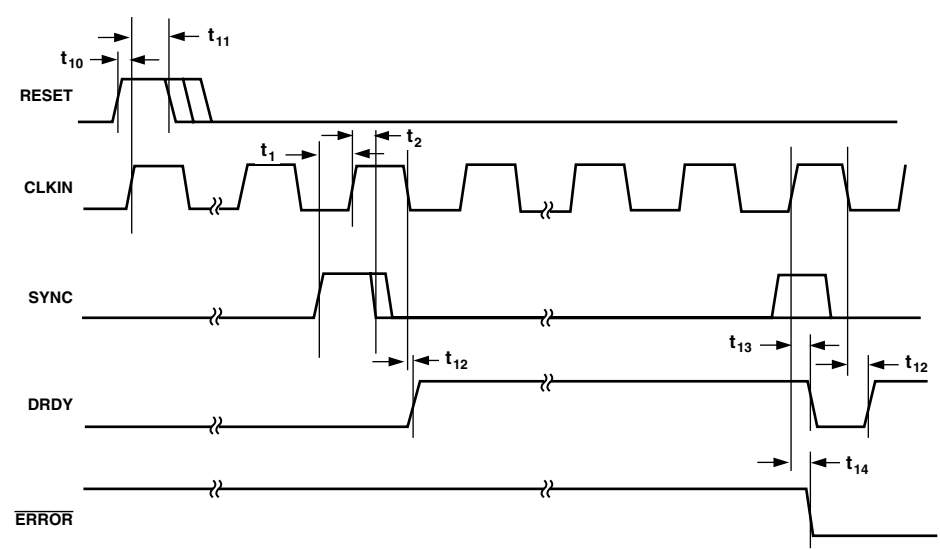 t11
t10
RESET
t2
t1
CLKIN
SYNC
t13
t12
t12
DRDY
t14
ERROR